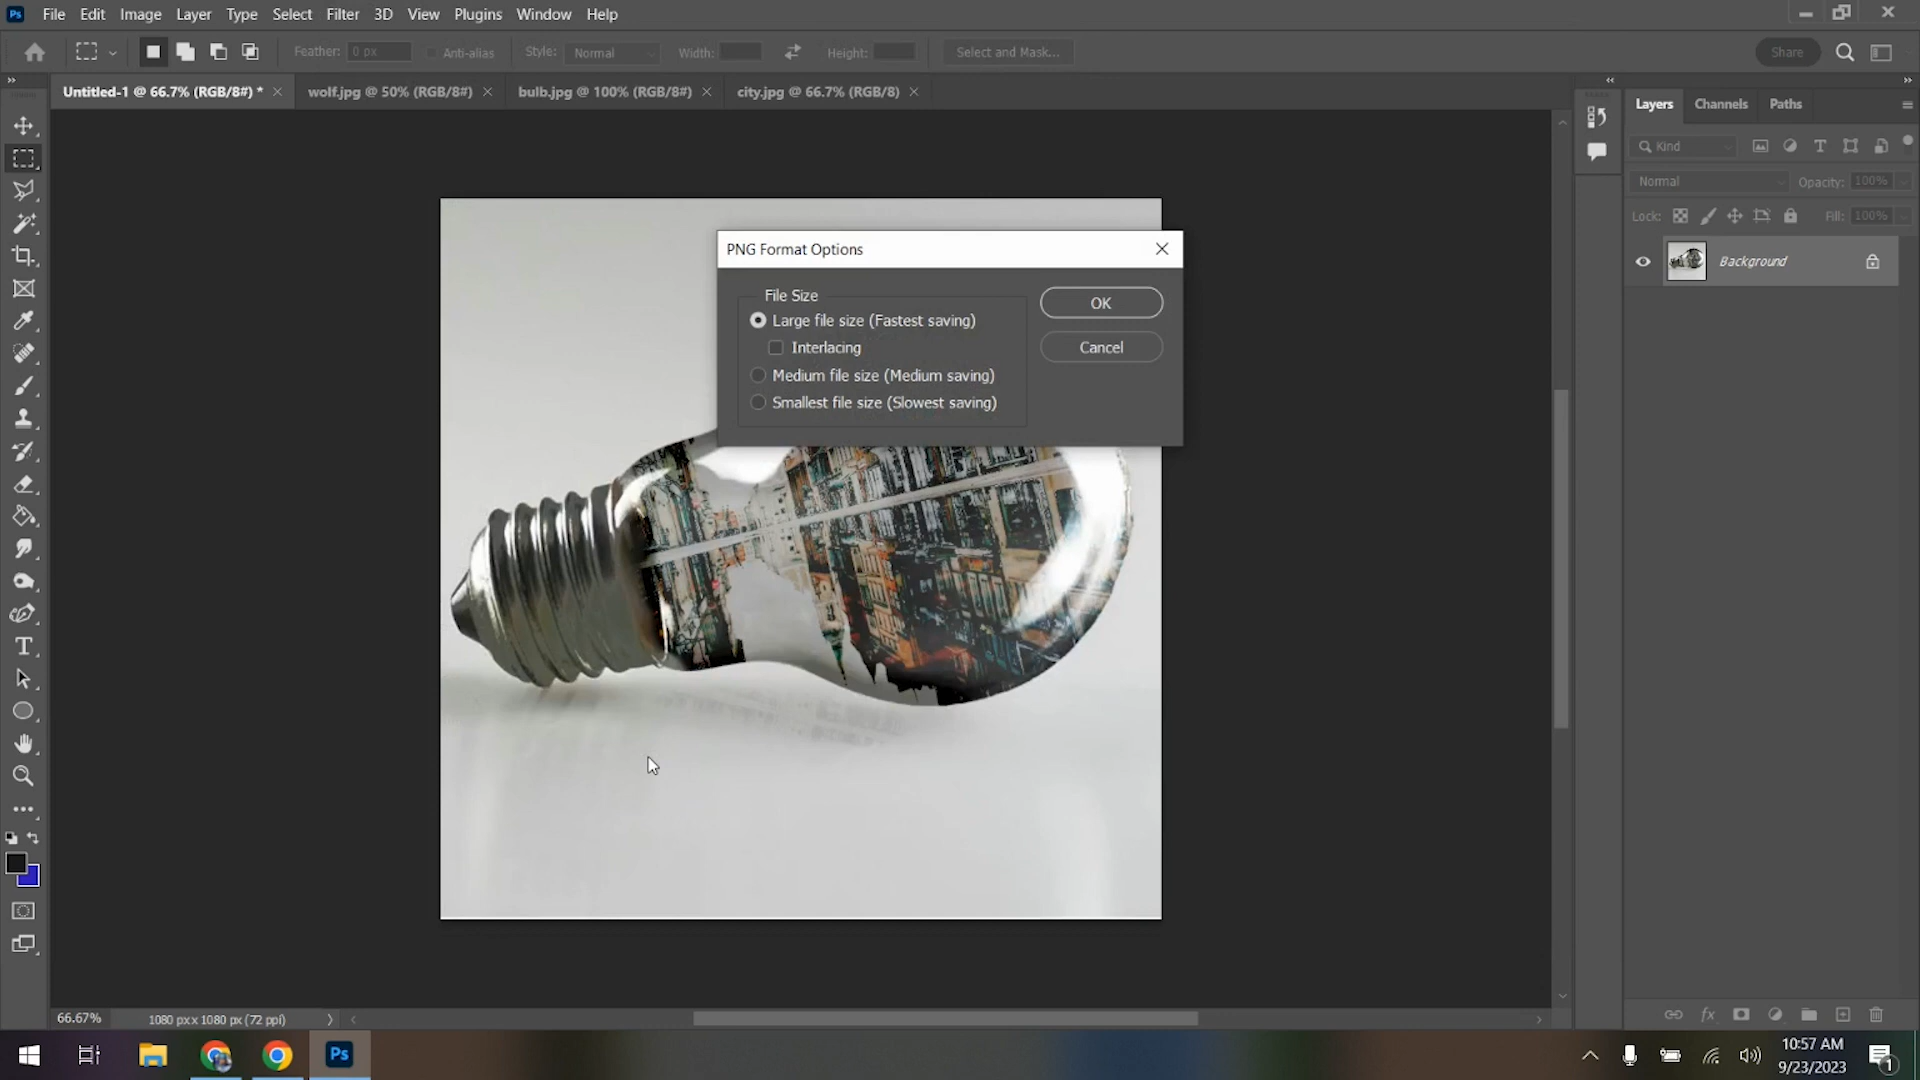 Ps File Edit Image Layer Type Select Filter 3D View Plugins Window Help
Feather: 0 px Anti-alias Style: Normal Width: Height: Select and Mask... Share
Untitled-1 @ 66.7% (RGB/8#) * wolf.jpg @ 50% (RGB/8#) bulb.jpg @ 100% (RGB/8#) city.jpg @ 66.7% (RGB/8)
Layers Channels Paths
Kind
Normal Opacity: 100%
Lock: Fill: 100%
Background
PNG Format Options
File Size
Large file size (Fastest saving)
Interlacing
Medium file size (Medium saving)
Smallest file size (Slowest saving)
OK
Cancel
66.67% 1080 px x 1080 px (72 ppi)
fx
Ps
10:57 AM
9/23/2023
1